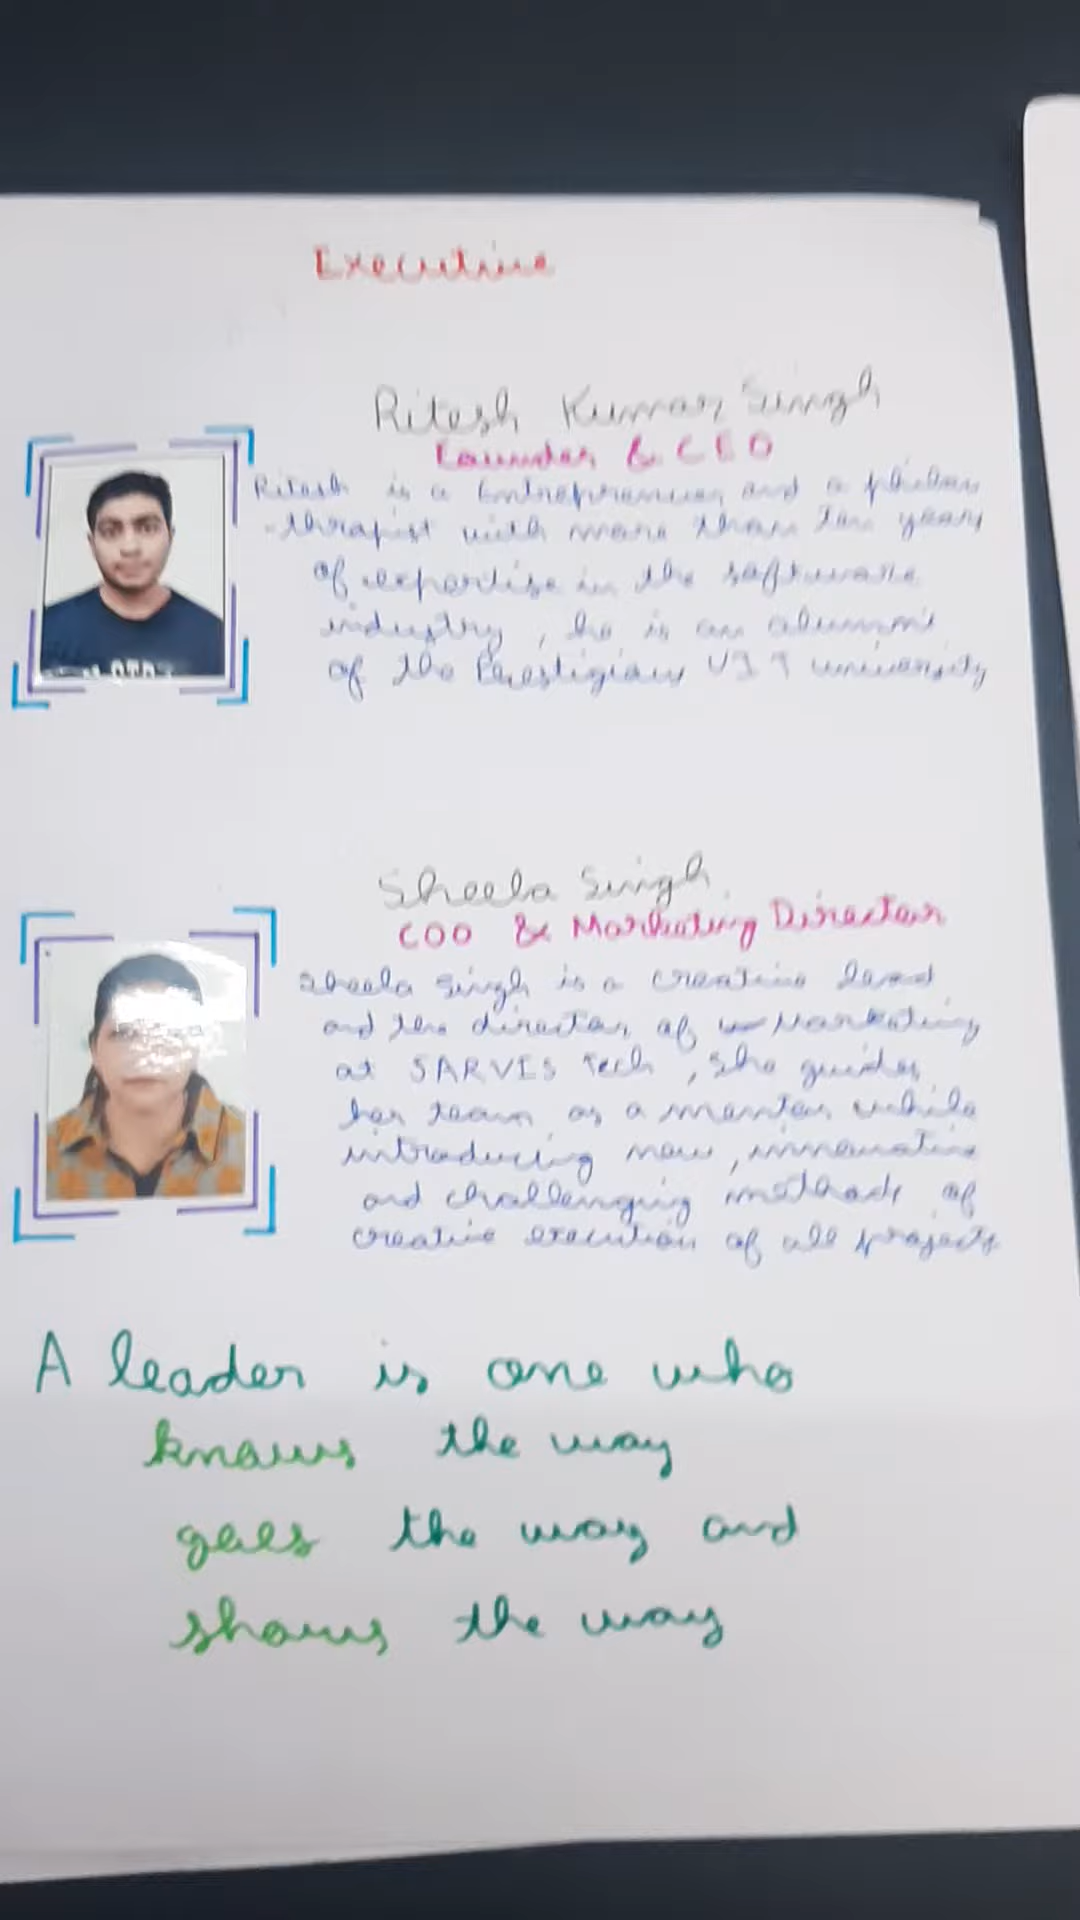 Executive
Ritesh Kumar Singh
Founder & CEO
Ritesh is a Entrepreneur and a philan
-thrapist with more than Ten years
of expertise in the software
industry, he is an alumni
of the Prestigious VIT university
Sheela Singh
COO & Marketing Director
Sheela Singh is a creative lead
and the director of Marketing
at SARVIS Tech, she guides
her team as a mentor while
introducing new, innovative
and challenging methods of
creative execution of all projects
A leader is one who
knows the way
goes the way and
shows the way